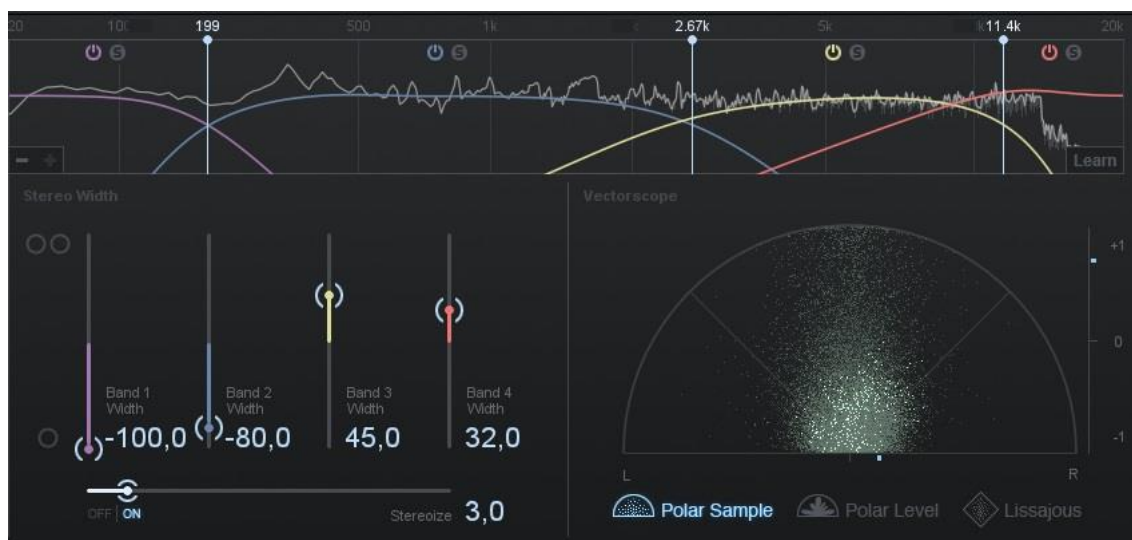 20 100 199 500 1k 2.67k 5k 11.4k 20k
S S S S
Learn
Stereo Width
Vectorscope
+1
0
Band 1 Width
-100,0
Band 2 Width
-80,0
Band 3 Width
45,0
Band 4 Width
32,0
-1
L R
OFF | ON
Stereoize 3,0
Polar Sample Polar Level Lissajous